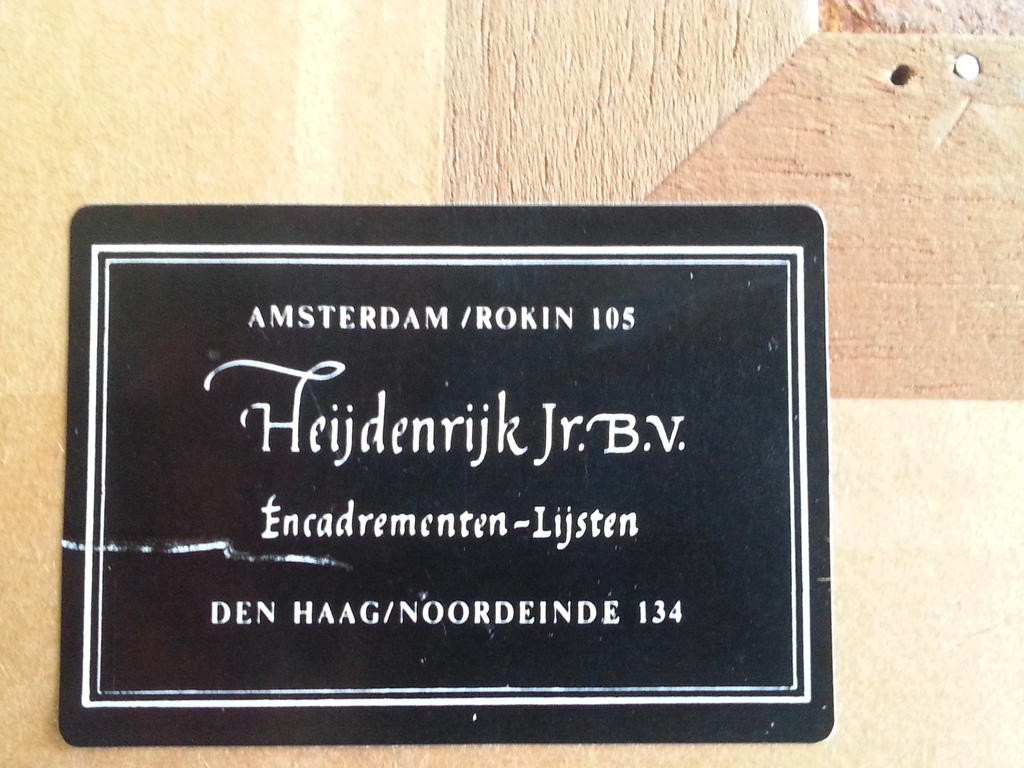 AMSTERDAM /ROKIN 105
Heijdenrijk Jr. B.V.
Encadrementen-Lijsten
DEN HAAG/NOORDEINDE 134